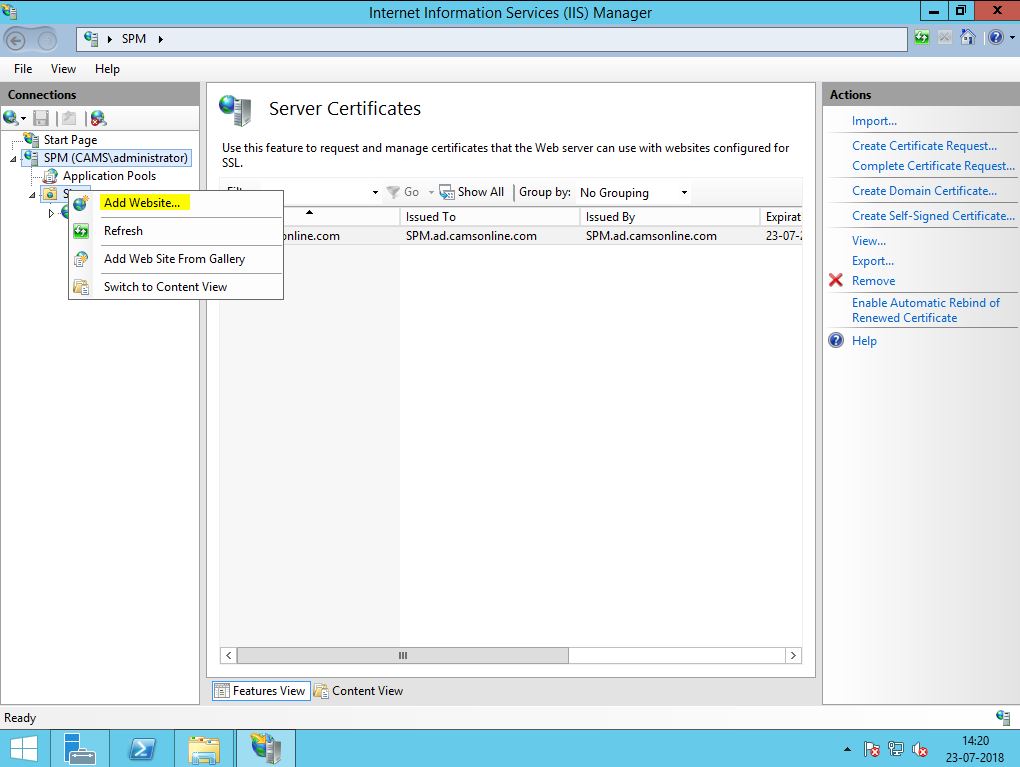 Internet Information Services (IIS) Manager
SPM
File View Help
Connections
Start Page
SPM (CAMS\administrator)
Application Pools
Add Website...
Refresh
Add Web Site From Gallery
Switch to Content View
Server Certificates
Use this feature to request and manage certificates that the Web server can use with websites configured for
SSL.
Go Show All Group by: No Grouping
Issued To Issued By Expirat
online.com SPM.ad.camsonline.com SPM.ad.camsonline.com 23-07-2
Features View Content View
Actions
Import...
Create Certificate Request...
Complete Certificate Request...
Create Domain Certificate...
Create Self-Signed Certificate...
View...
Export...
Remove
Enable Automatic Rebind of
Renewed Certificate
Help
Ready
14:20
23-07-2018